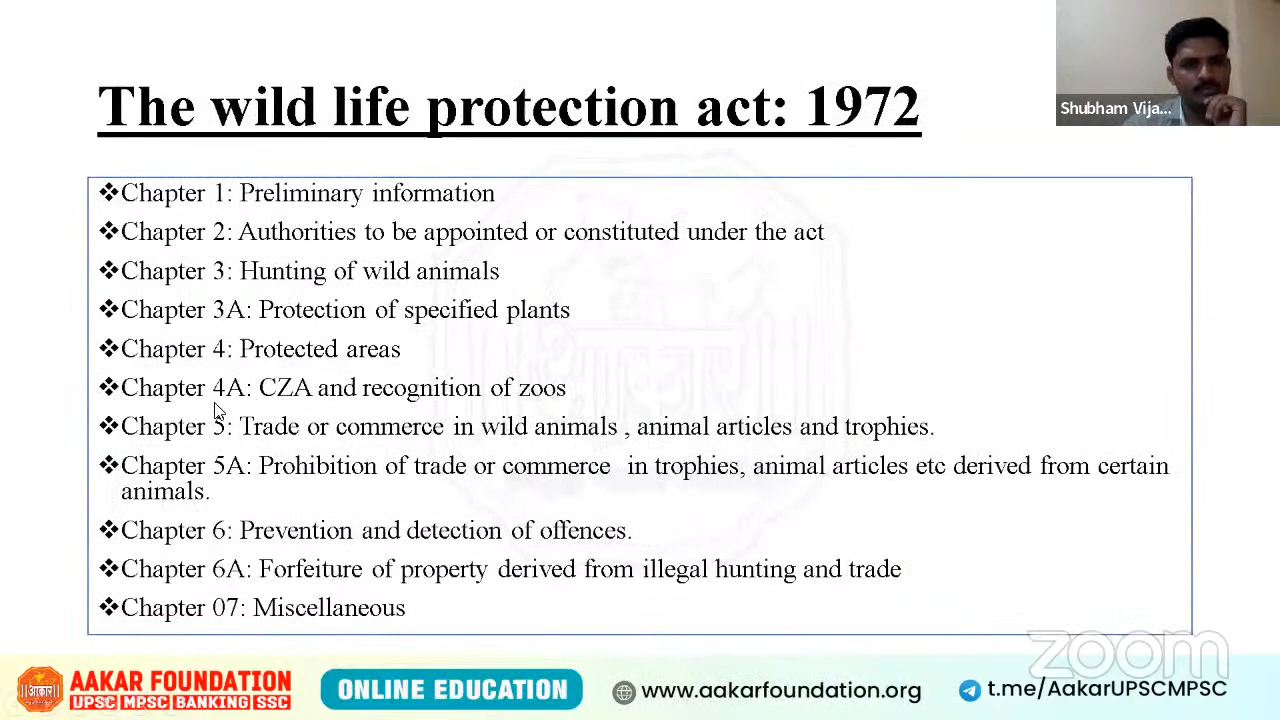 The wild life protection act: 1972
Shubham Vija...
❖Chapter 1: Preliminary information
❖Chapter 2: Authorities to be appointed or constituted under the act
❖Chapter 3: Hunting of wild animals
❖Chapter 3A: Protection of specified plants
❖Chapter 4: Protected areas
❖Chapter 4A: CZA and recognition of zoos
❖Chapter 5: Trade or commerce in wild animals , animal articles and trophies.
❖Chapter 5A: Prohibition of trade or commerce in trophies, animal articles etc derived from certain
animals.
❖Chapter 6: Prevention and detection of offences.
❖Chapter 6A: Forfeiture of property derived from illegal hunting and trade
❖Chapter 07: Miscellaneous
zoom
आकार
AAKAR FOUNDATION
UPSC MPSC BANKING SSC
ONLINE EDUCATION
www.aakarfoundation.org
t.me/AakarUPSCMPSC